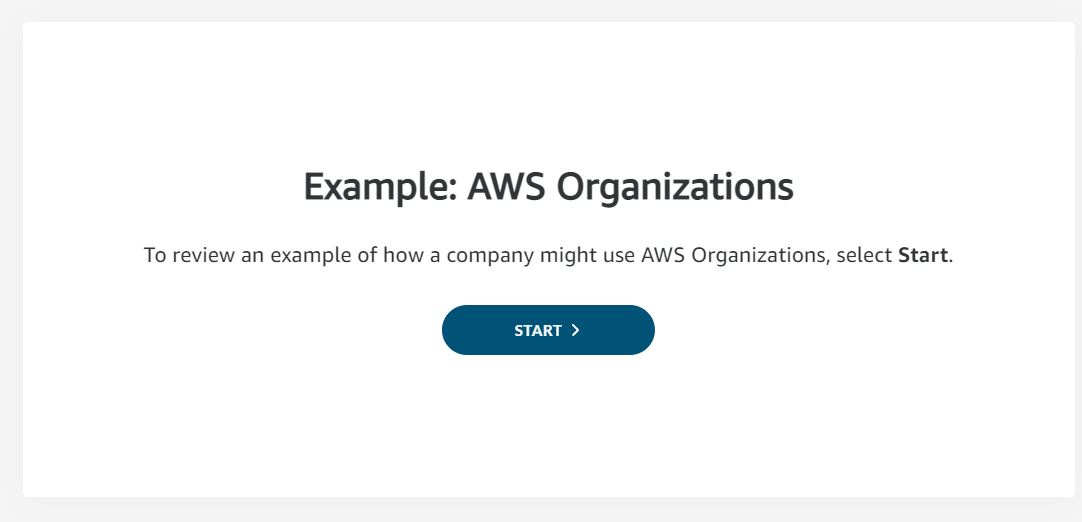 Example: AWS Organizations
To review an example of how a company might use AWS Organizations, select Start.
START